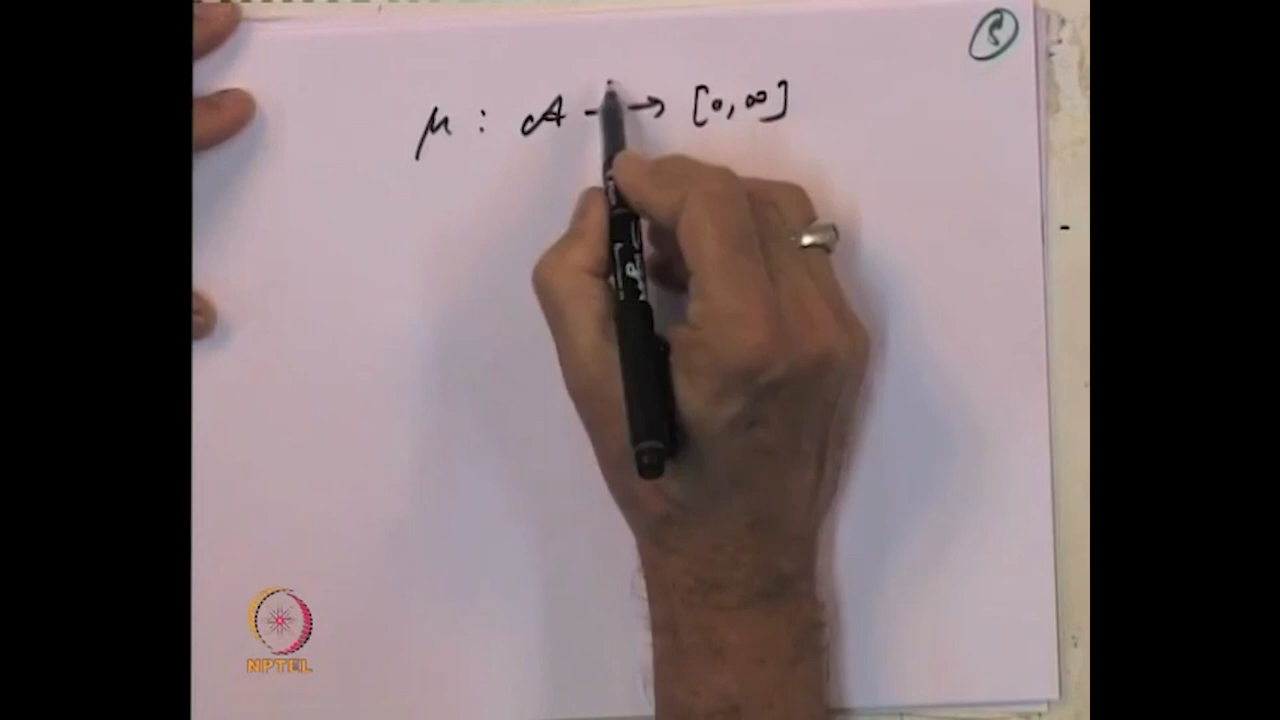 μ : 𝒜 → [0, ∞]
NPTEL